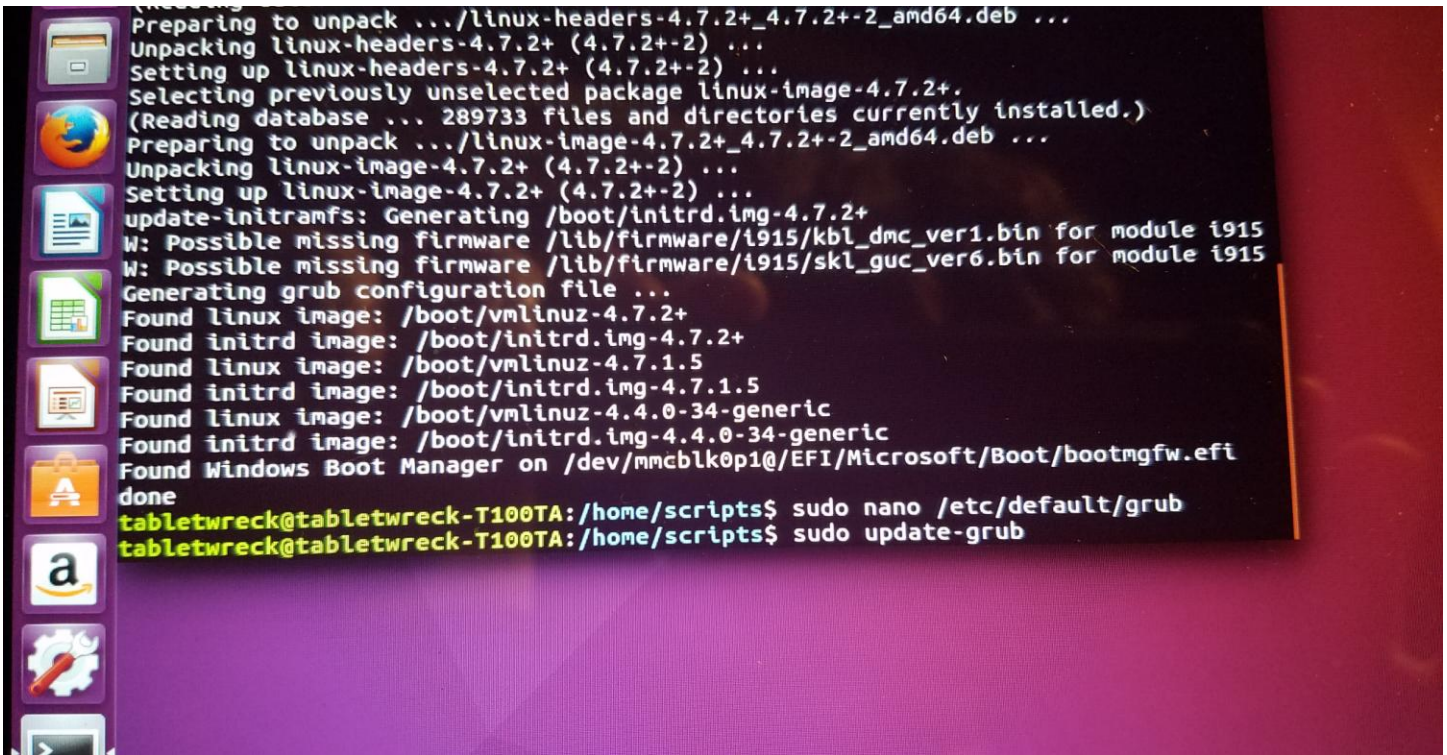 Preparing to unpack .../linux-headers-4.7.2+_4.7.2+-2_amd64.deb ...
Unpacking linux-headers-4.7.2+ (4.7.2+-2) ...
Setting up linux-headers-4.7.2+ (4.7.2+-2) ...
Selecting previously unselected package linux-image-4.7.2+.
(Reading database ... 289733 files and directories currently installed.)
Preparing to unpack .../linux-image-4.7.2+_4.7.2+-2_amd64.deb ...
Unpacking linux-image-4.7.2+ (4.7.2+-2) ...
Setting up linux-image-4.7.2+ (4.7.2+-2) ...
update-initramfs: Generating /boot/initrd.img-4.7.2+
W: Possible missing firmware /lib/firmware/i915/kbl_dmc_ver1.bin for module i915
W: Possible missing firmware /lib/firmware/i915/skl_guc_ver6.bin for module i915
Generating grub configuration file ...
Found linux image: /boot/vmlinuz-4.7.2+
Found initrd image: /boot/initrd.img-4.7.2+
Found linux image: /boot/vmlinuz-4.7.1.5
Found initrd image: /boot/initrd.img-4.7.1.5
Found linux image: /boot/vmlinuz-4.4.0-34-generic
Found initrd image: /boot/initrd.img-4.4.0-34-generic
Found Windows Boot Manager on /dev/mmcblk0p1@/EFI/Microsoft/Boot/bootmgfw.efi
done
tabletwreck@tabletwreck-T100TA:/home/scripts$ sudo nano /etc/default/grub
tabletwreck@tabletwreck-T100TA:/home/scripts$ sudo update-grub
a